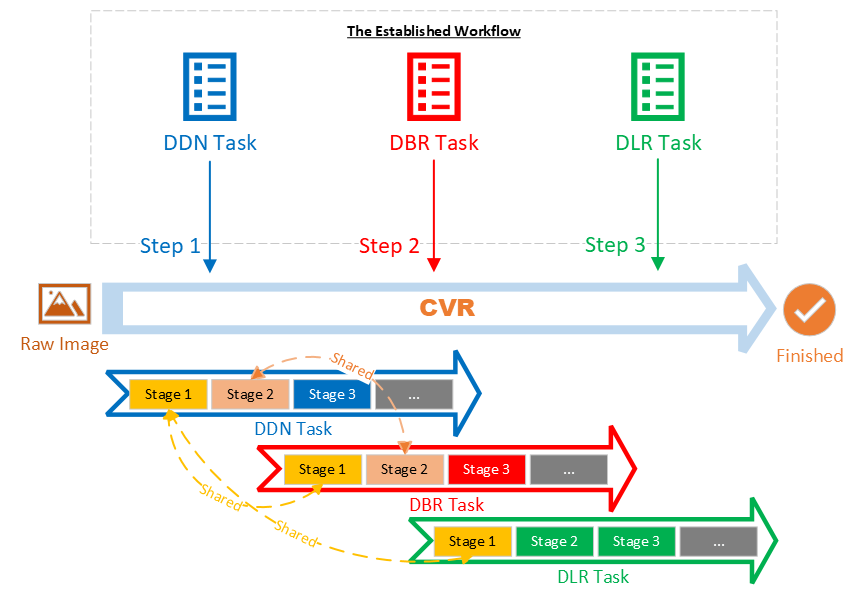 The Established Workflow
DDN Task
DBR Task
DLR Task
Step 1
Step 2
Step 3
CVR
Raw Image
Finished
Shared
Stage 1
Stage 2
Stage 3
...
DDN Task
Stage 1
Stage 2
Stage 3
...
Shared
DBR Task
Shared
Stage 1
Stage 2
Stage 3
...
DLR Task